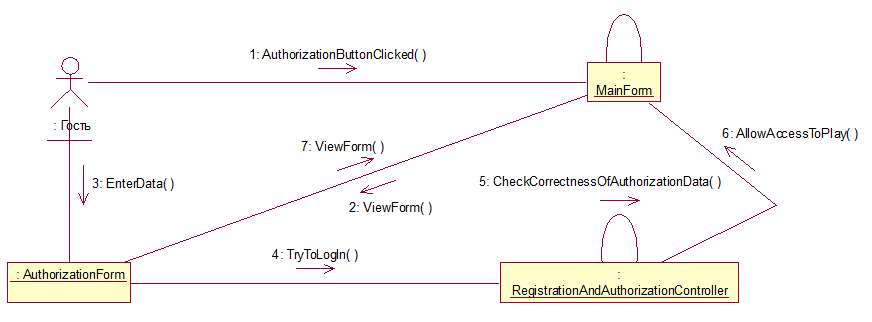 1: AuthorizationButtonClicked( )
:
MainForm
: Гость
7: ViewForm( )
6: AllowAccessToPlay( )
3: EnterData( )
5: CheckCorrectnessOfAuthorizationData( )
2: ViewForm( )
4: TryToLogIn( )
: AuthorizationForm
:
RegistrationAndAuthorizationController